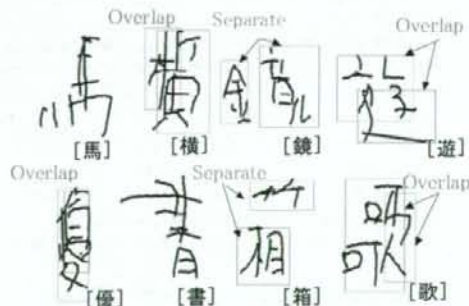 Overlap Separate Overlap
[馬] [横] [鏡] [遊]
Overlap Separate Overlap
[優] [書] [箱] [歌]